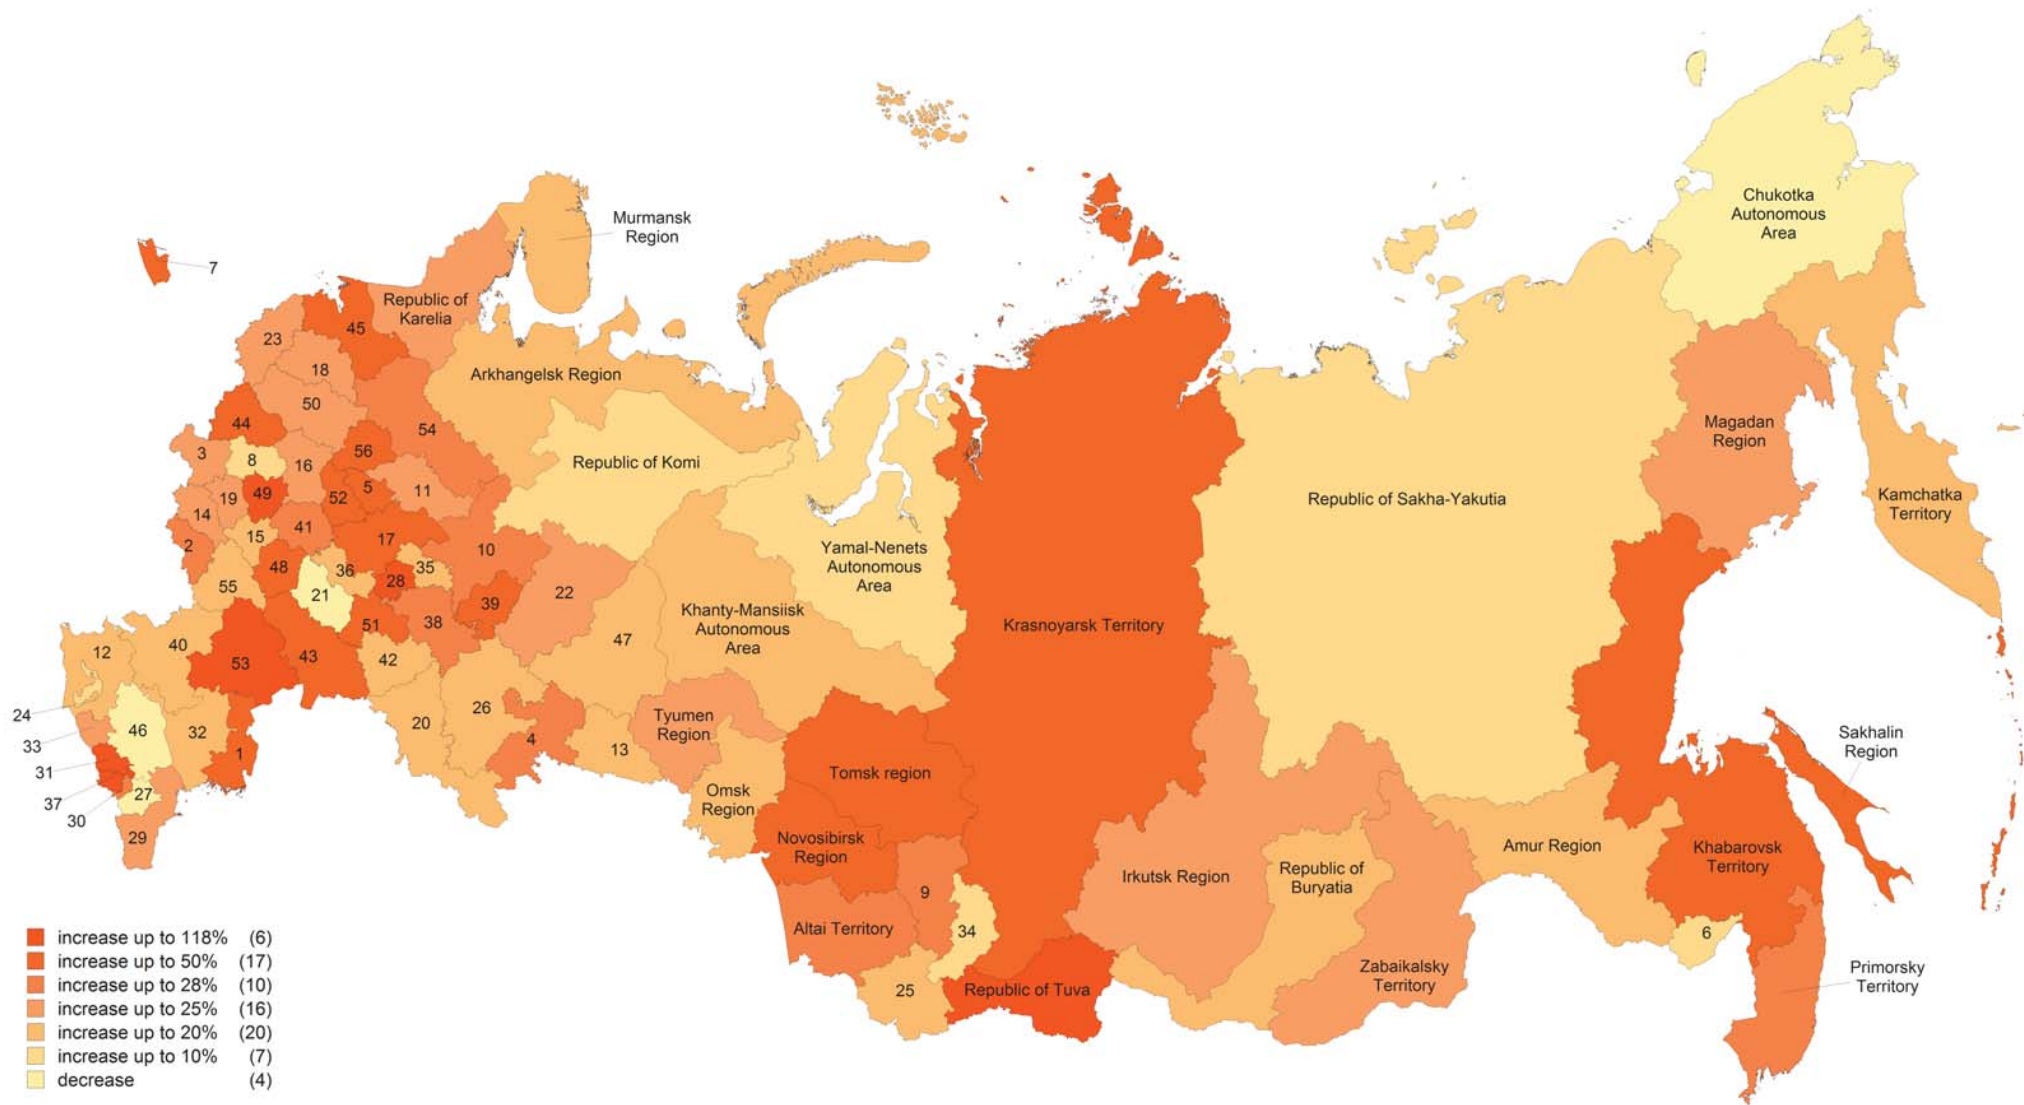 Chukotka
Autonomous
Area
Murmansk
Region
7
Republic of
Karelia
45
23
18
Arkhangelsk Region
50
44
54
Magadan
Region
3
8
16
56
Republic of Komi
19
49
52
5
11
Republic of Sakha-Yakutia
Kamchatka
Territory
14
41
2
15
17
10
Yamal-Nenets
Autonomous
Area
48
36
35
28
55
21
39
22
51
38
Khanty-Mansiisk
Autonomous
Area
Krasnoyarsk Territory
47
12
40
53
43
42
24
46
32
20
26
4
13
Tyumen
Region
Sakhalin
Region
33
1
31
Tomsk region
37
27
30
Omsk
Region
29
Novosibirsk
Region
Amur Region
Khabarovsk
Territory
Irkutsk Region
Republic of
Buryatia
9
Altai Territory
34
6
25
Republic of Tuva
Zabaikalsky
Territory
Primorsky
Territory
increase up to 118% (6)
increase up to 50% (17)
increase up to 28% (10)
increase up to 25% (16)
increase up to 20% (20)
increase up to 10% (7)
decrease (4)